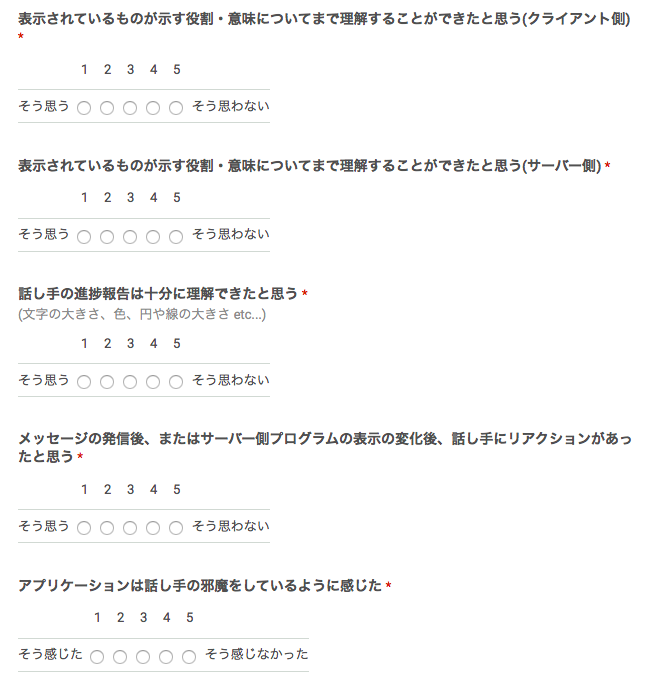 表示されているものが示す役割・意味についてまで理解することができたと思う(クライアント側)
*
1 2 3 4 5
そう思う そう思わない
表示されているものが示す役割・意味についてまで理解することができたと思う(サーバー側) *
1 2 3 4 5
そう思う そう思わない
話し手の進捗報告は十分に理解できたと思う *
(文字の大きさ、色、円や線の大きさ etc...)
1 2 3 4 5
そう思う そう思わない
メッセージの発信後、またはサーバー側プログラムの表示の変化後、話し手にリアクションがあっ
たと思う *
1 2 3 4 5
そう思う そう思わない
アプリケーションは話し手の邪魔をしているように感じた *
1 2 3 4 5
そう感じた そう感じなかった